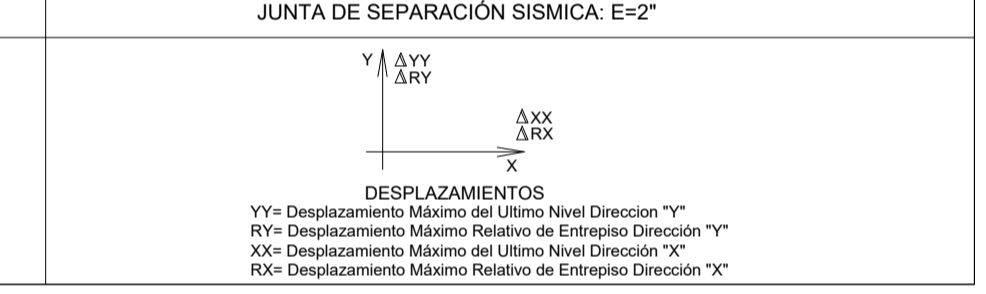 JUNTA DE SEPARACIÓN SISMICA: E=2"
Y ΔYY
ΔRY
ΔXX
ΔRX
X
DESPLAZAMIENTOS
YY= Desplazamiento Máximo del Ultimo Nivel Direccion "Y"
RY= Desplazamiento Máximo Relativo de Entrepiso Dirección "Y"
XX= Desplazamiento Máximo del Ultimo Nivel Dirección "X"
RX= Desplazamiento Máximo Relativo de Entrepiso Dirección "X"